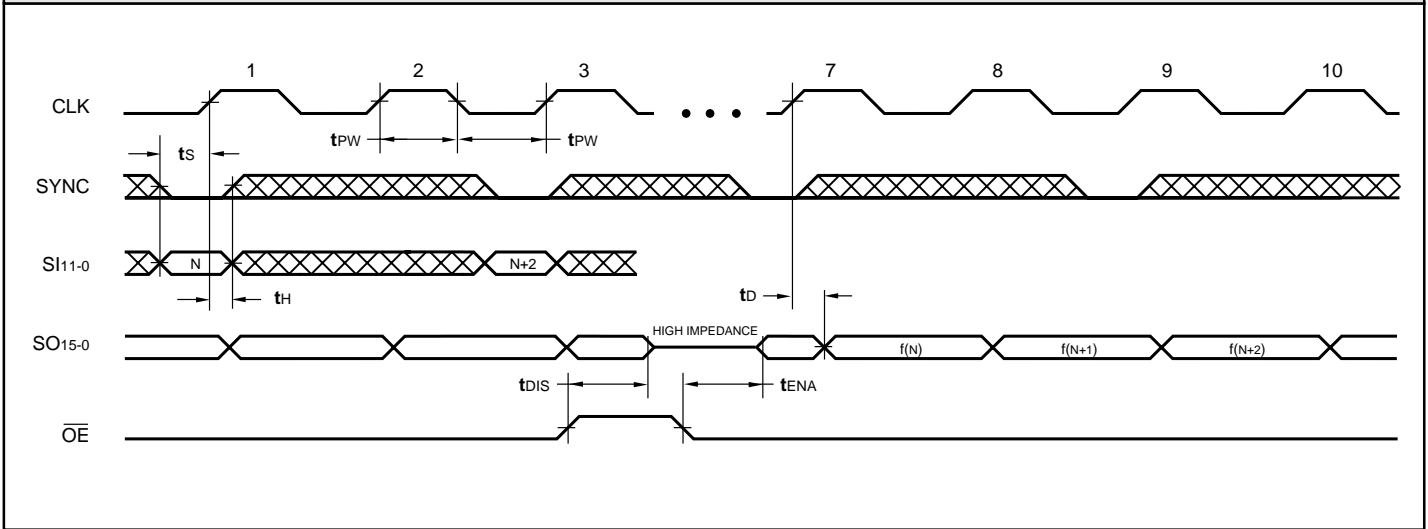 1 2 3 7 8 9 10
CLK
tPW tPW
tS
SYNC
SI11-0 N N+2
tH tD
HIGH IMPEDANCE
SO15-0 f(N) f(N+1) f(N+2)
tDIS tENA
OE